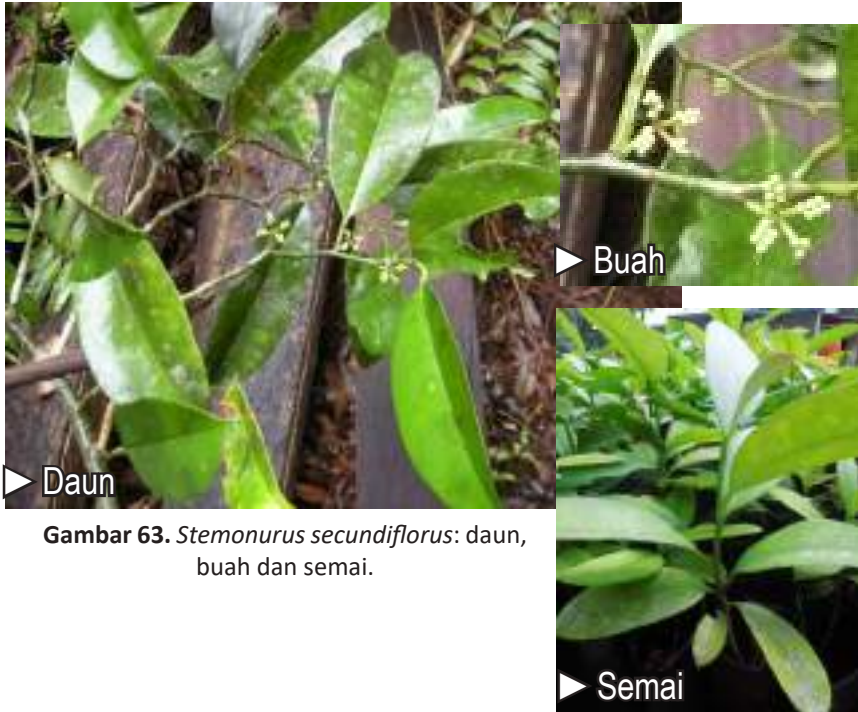 Daun
Buah
Semai
Gambar 63. Stemonurus secundiflorus: daun,
buah dan semai.